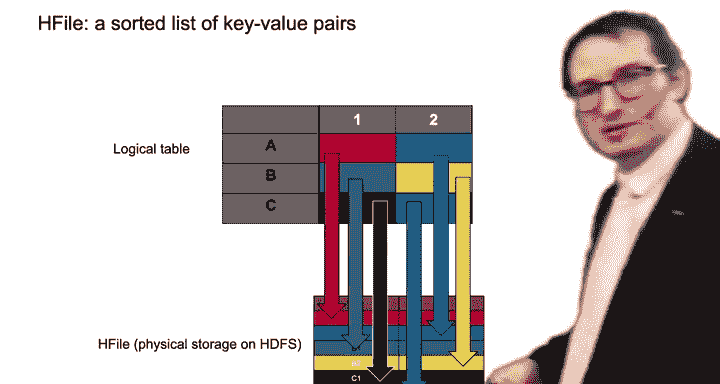 HFile: a sorted list of key-value pairs
1 2
Logical table
A
B
C
HFile (physical storage on HDFS)
C1